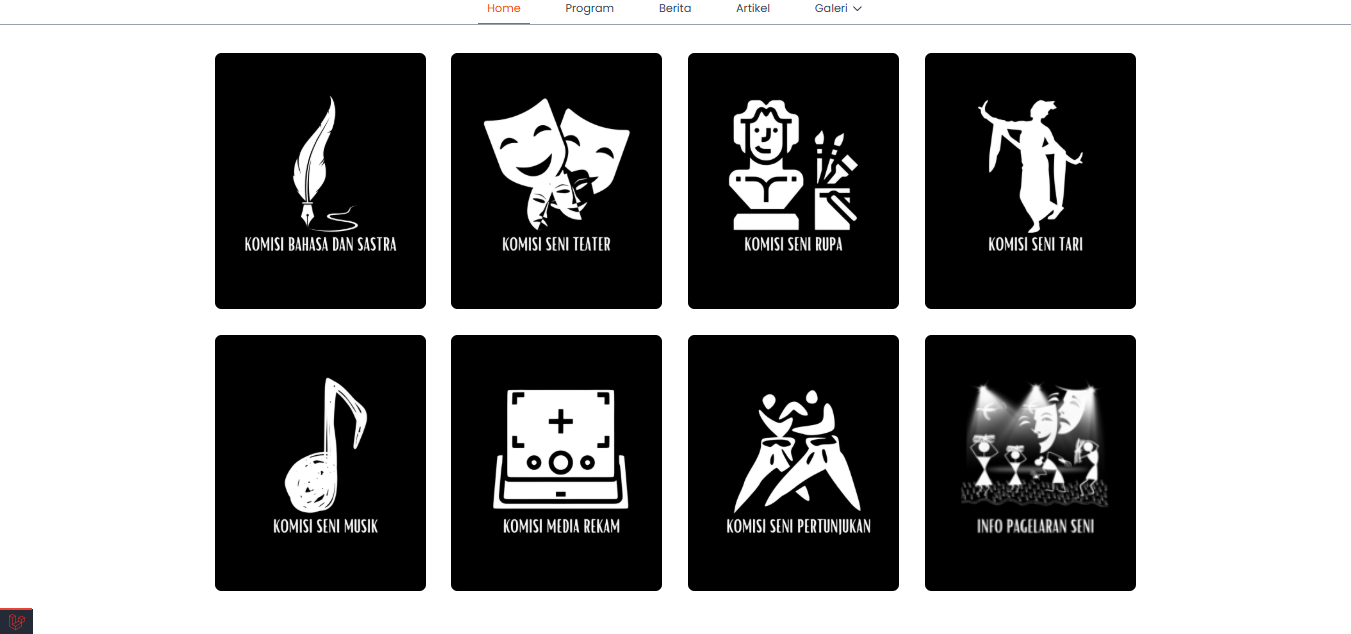 Home Program Berita Artikel Galeri
KOMISI BAHASA DAN SASTRA
KOMISI SENI TEATER
KOMISI SENI RUPA
KOMISI SENI TARI
KOMISI SENI MUSIK
KOMISI MEDIA REKAM
KOMISI SENI PERTUNJUKAN
INFO PAGELARAN SENI